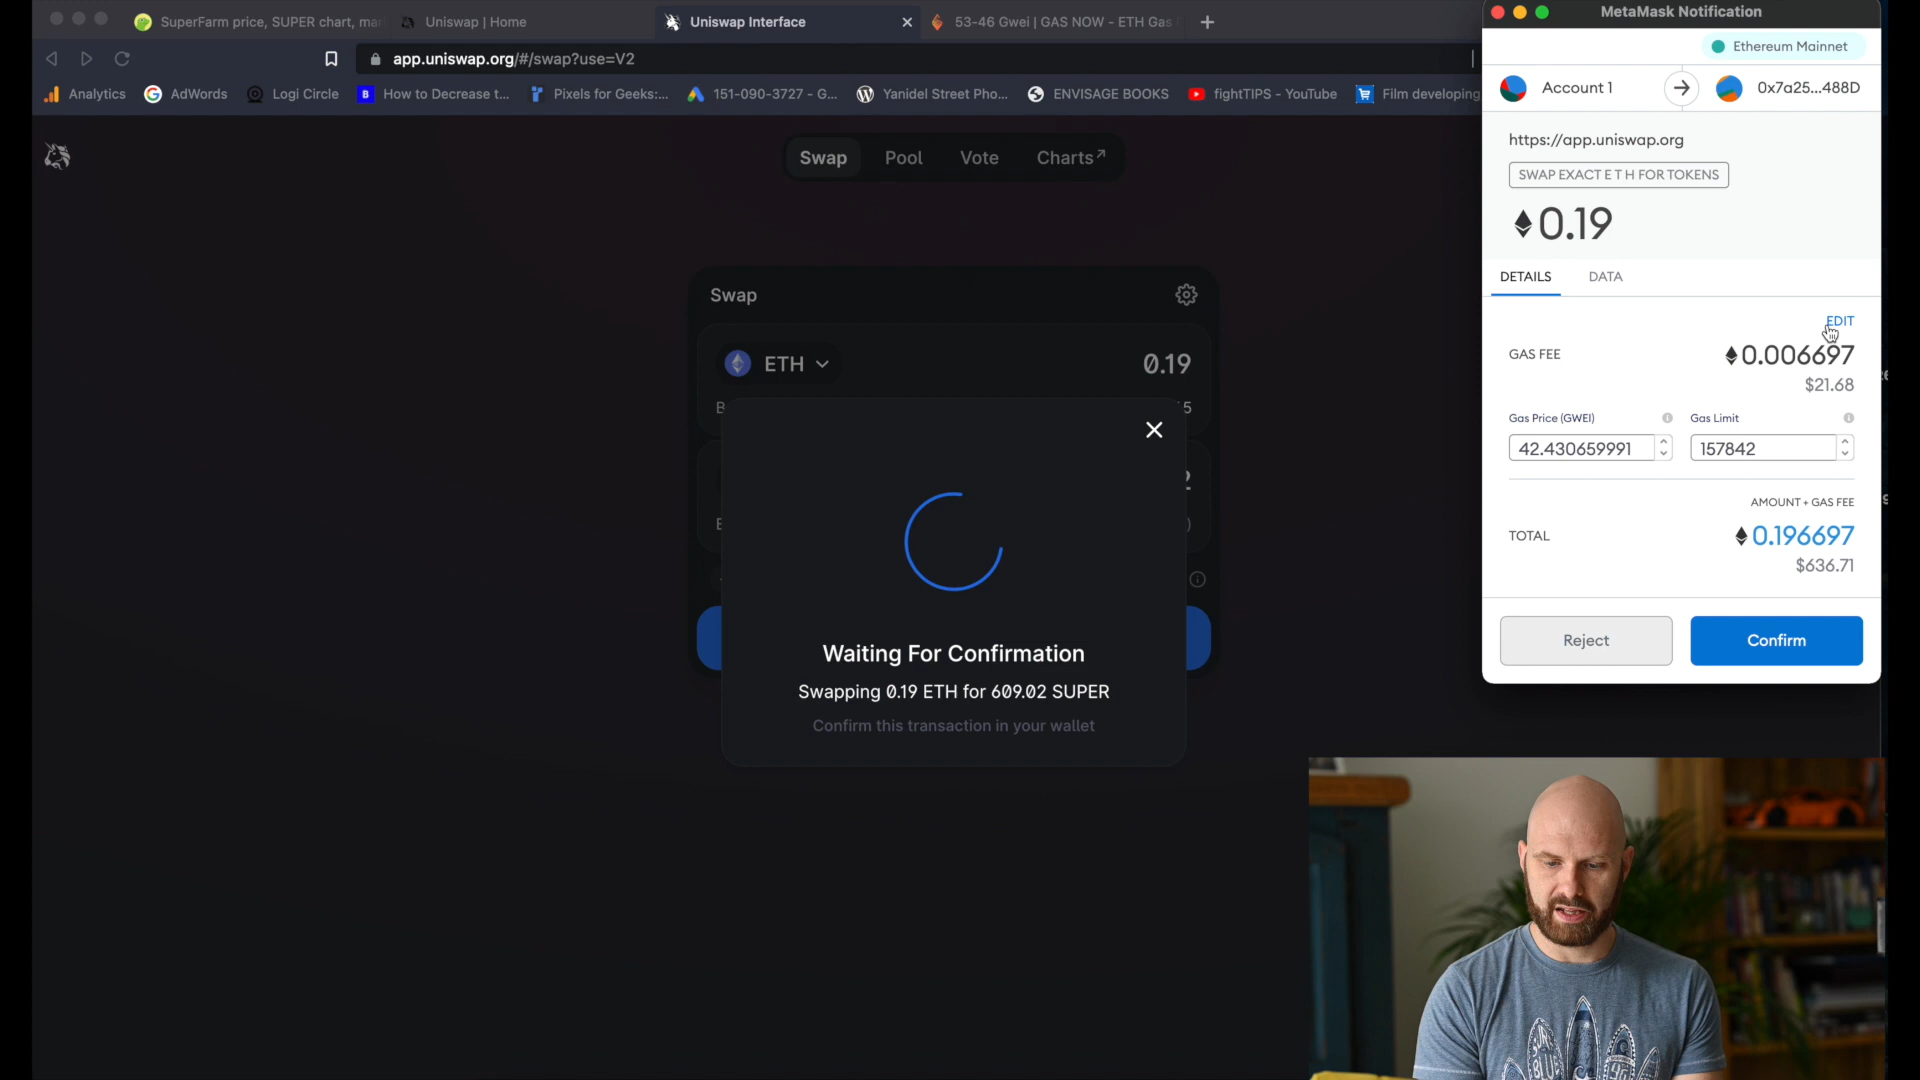 SuperFarm price, SUPER chart, ma
Uniswap | Home
Uniswap Interface
53-46 Gwei | GAS NOW - ETH Gas
app.uniswap.org/#/swap?use=V2
Analytics
AdWords
Logi Circle
How to Decrease t...
Pixels for Geeks:...
151-090-3727 - G...
Yanidel Street Pho...
ENVISAGE BOOKS
fightTIPS - YouTube
Film developing
Swap
Pool
Vote
Charts↗
Swap
ETH
0.19
B
5
2
Waiting For Confirmation
Swapping 0.19 ETH for 609.02 SUPER
Confirm this transaction in your wallet
MetaMask Notification
Ethereum Mainnet
Account 1
0x7a25...488D
https://app.uniswap.org
SWAP EXACT E T H FOR TOKENS
0.19
DETAILS
DATA
EDIT
GAS FEE
0.006697
$21.68
Gas Price (GWEI)
Gas Limit
42.430659991
157842
AMOUNT + GAS FEE
TOTAL
0.196697
$636.71
Reject
Confirm